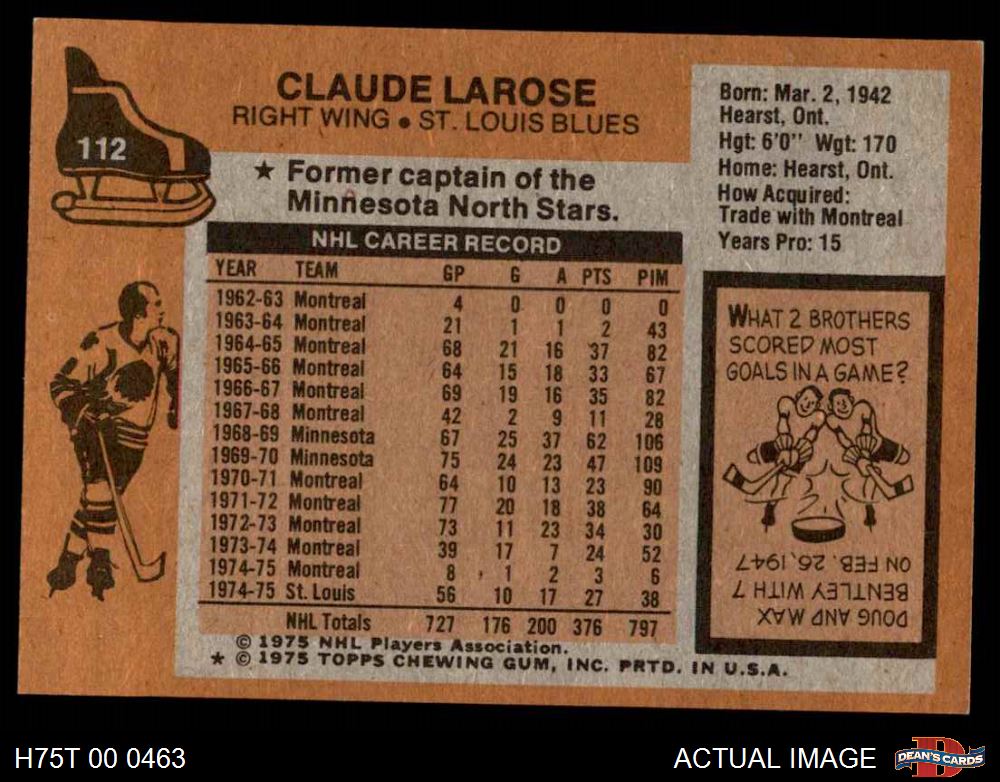 112
CLAUDE LAROSE
RIGHT WING • ST. LOUIS BLUES
★ Former captain of the
Minnesota North Stars.
Born: Mar. 2, 1942
Hearst, Ont.
Hgt: 6'0'' Wgt: 170
Home: Hearst, Ont.
How Acquired:
Trade with Montreal
Years Pro: 15
NHL CAREER RECORD
YEAR TEAM GP G A PTS PIM
1962-63 Montreal 4 0 0 0 0
1963-64 Montreal 21 1 1 2 43
1964-65 Montreal 68 21 16 37 82
1965-66 Montreal 64 15 18 33 67
1966-67 Montreal 69 19 16 35 82
1967-68 Montreal 42 2 9 11 28
1968-69 Minnesota 67 25 37 62 106
1969-70 Minnesota 75 24 23 47 109
1970-71 Montreal 64 10 13 23 90
1971-72 Montreal 77 20 18 38 64
1972-73 Montreal 73 11 23 34 30
1973-74 Montreal 39 17 7 24 52
1974-75 Montreal 8 1 2 3 6
1974-75 St. Louis 56 10 17 27 38
NHL Totals 727 176 200 376 797
© 1975 NHL Players Association.
★ © 1975 TOPPS CHEWING GUM, INC. PRTD. IN U.S.A.
WHAT 2 BROTHERS
SCORED MOST
GOALS IN A GAME?
DOUG AND MAX
BENTLEY WITH 7
ON FEB. 26, 1947
H75T 00 0463
ACTUAL IMAGE
D
DEAN'S CARDS